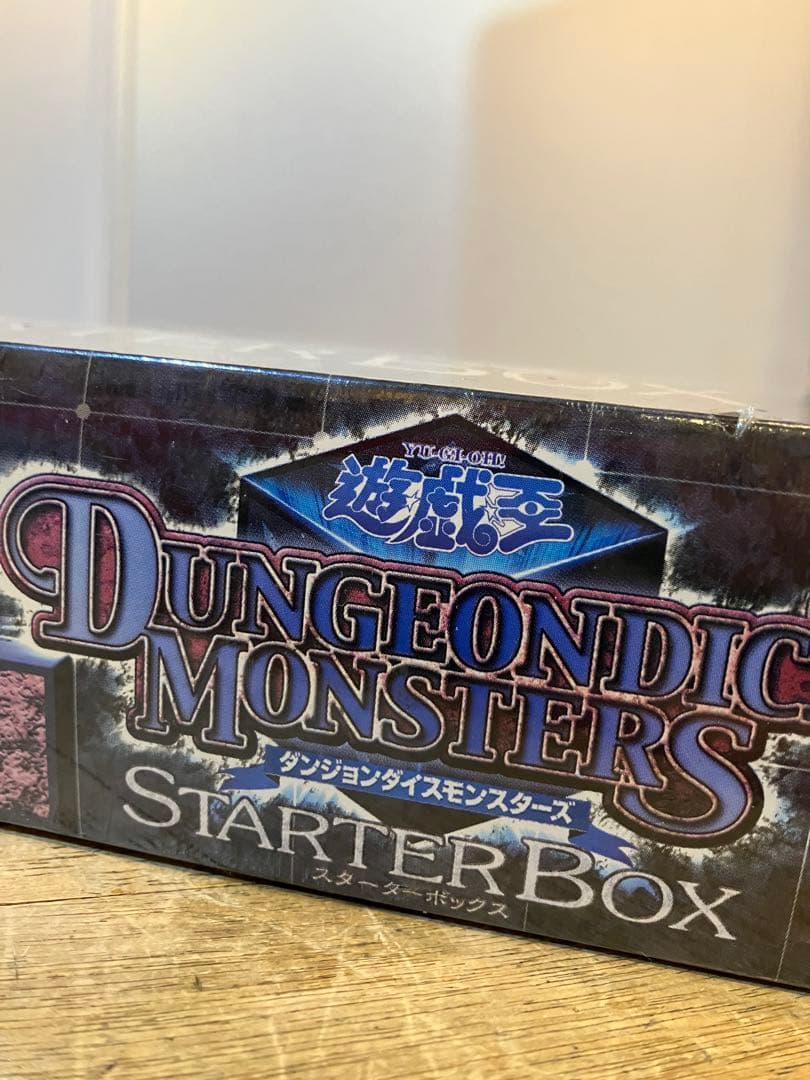 YU-GI-OH!
遊戯王
DUNGEONDIC
MONSTERS
ダンジョンダイスモンスターズ
STARTER BOX
スターターボックス